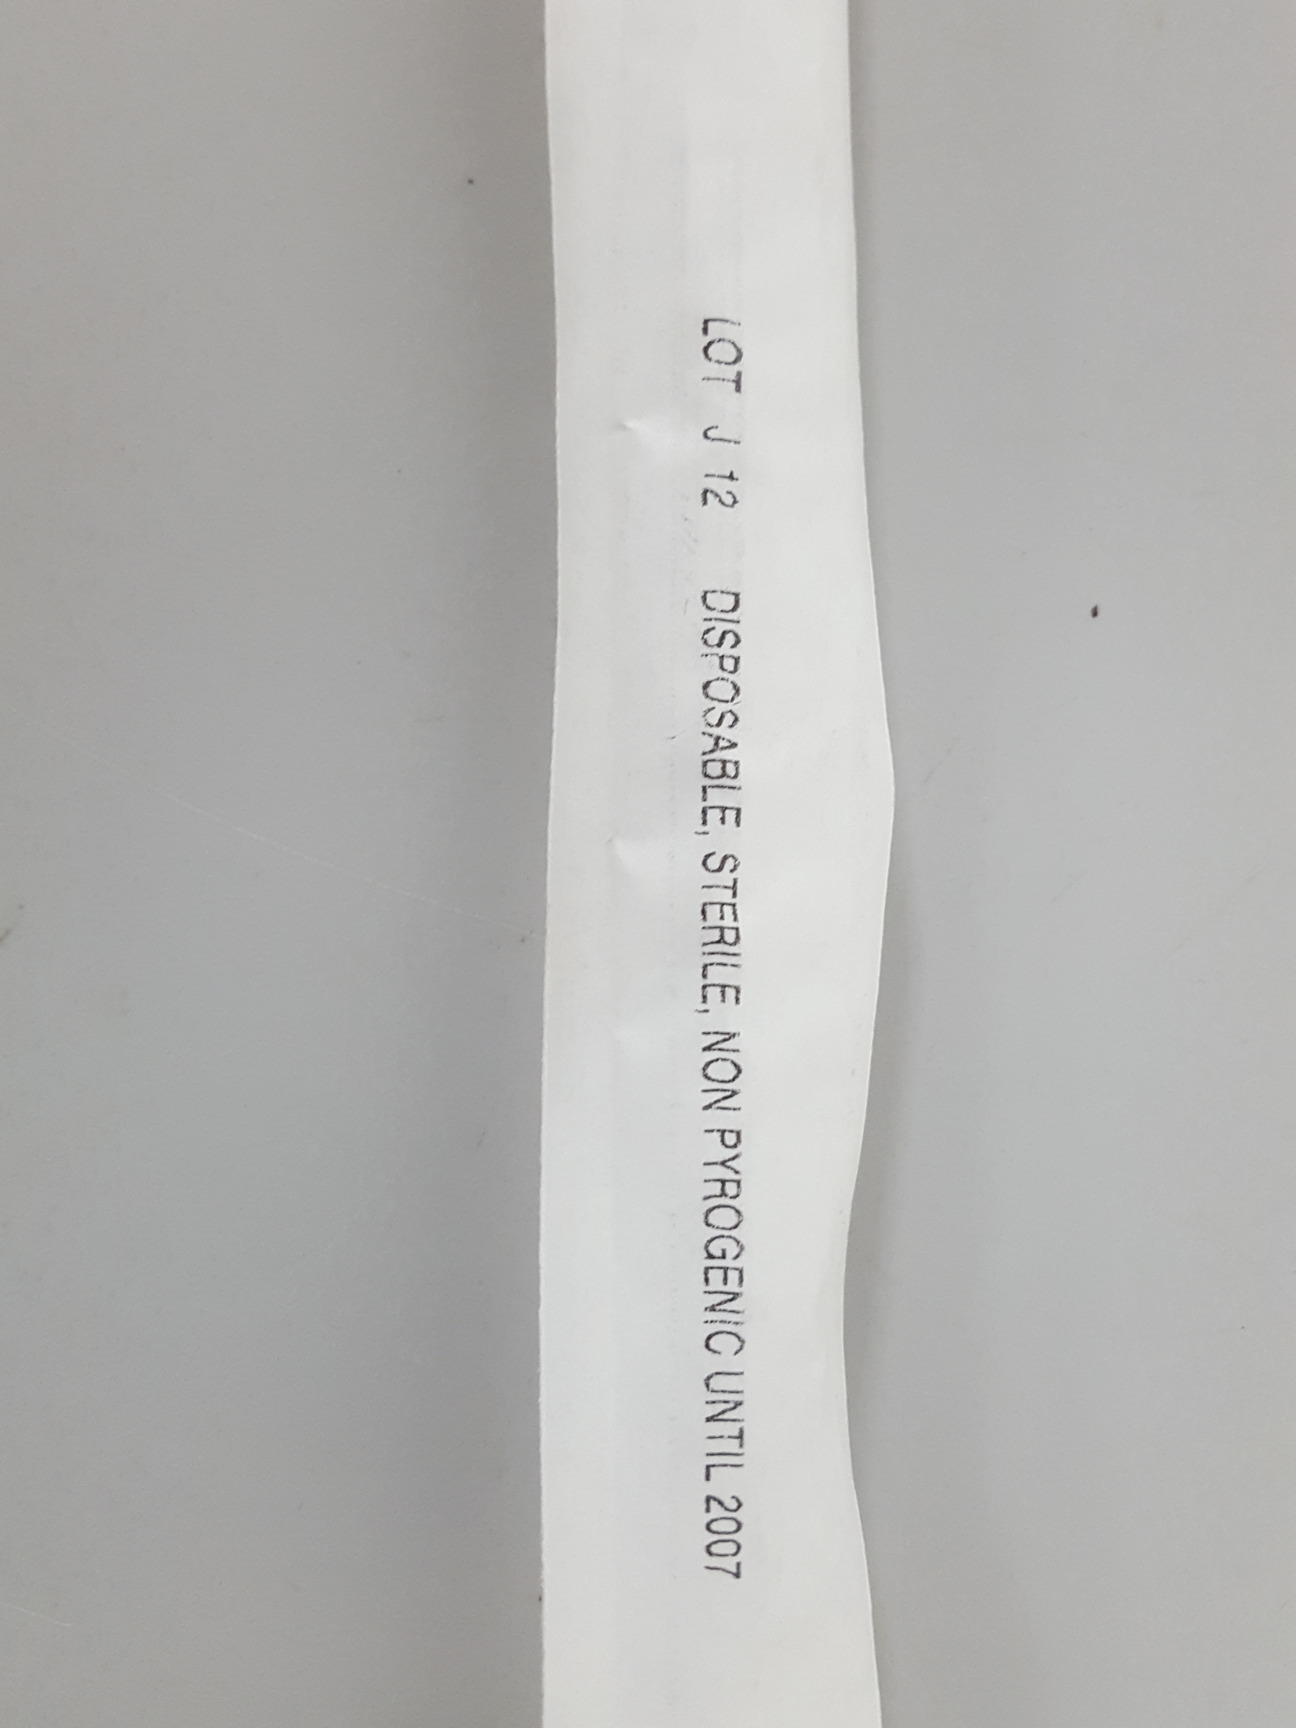 LOT J 12 DISPOSABLE, STERILE, NON PYROGENIC UNTIL 2007